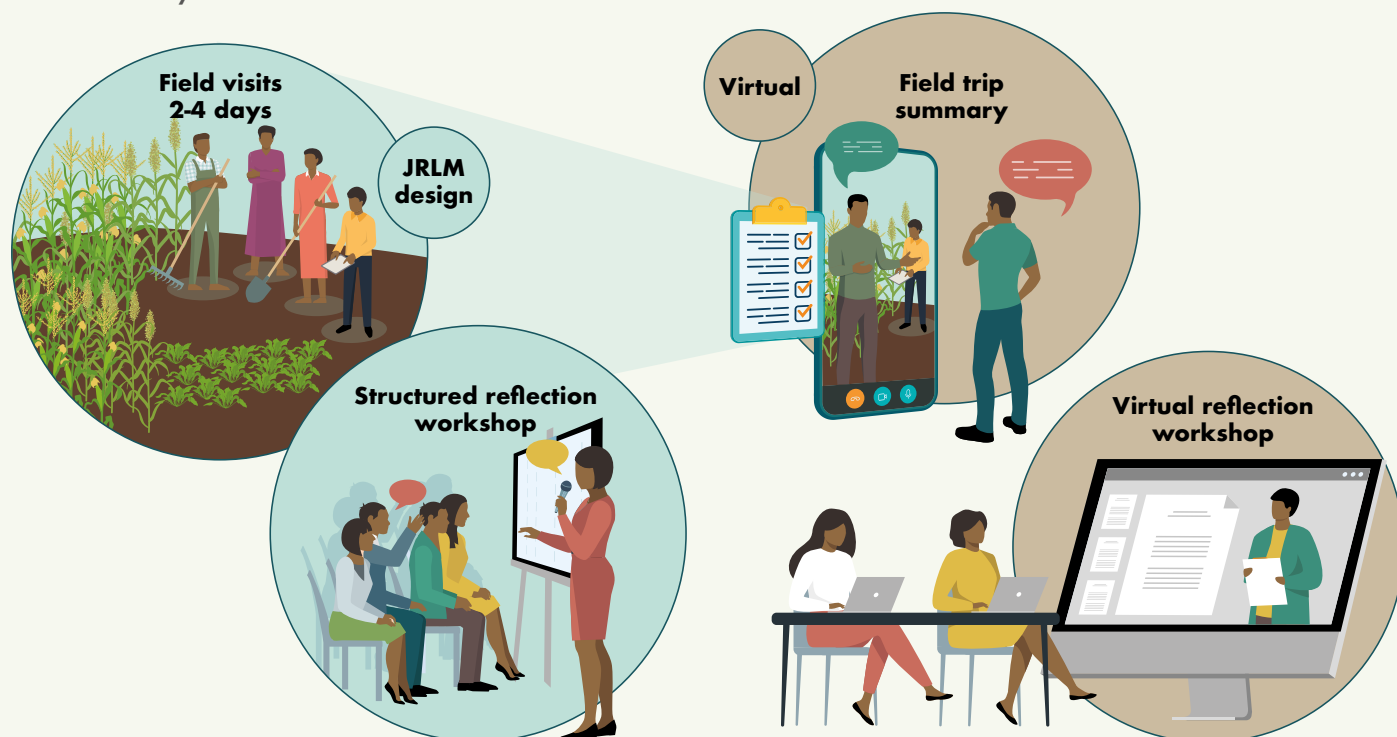 Field visits
2-4 days
JRLM
design
Virtual
Field trip
summary
Structured reflection
workshop
Virtual reflection
workshop